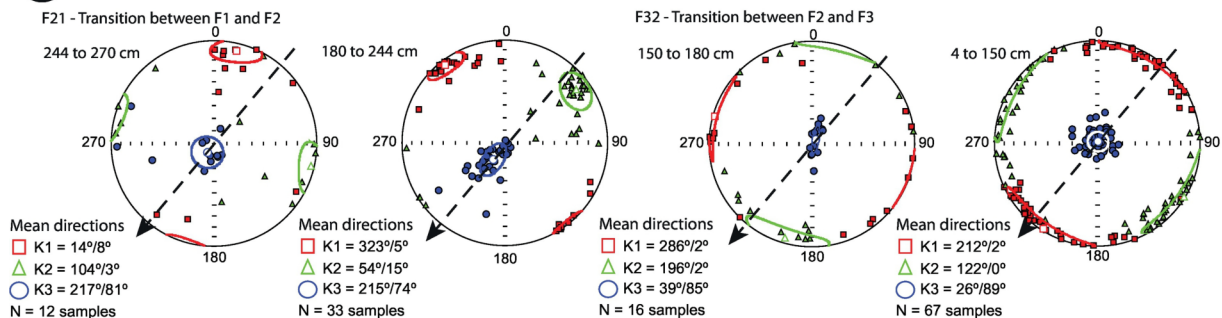 F21 - Transition between F1 and F2
F32 - Transition between F2 and F3
244 to 270 cm
0
90
180
270
Mean directions
K1 = 14º/8º
K2 = 104º/3º
K3 = 217º/81º
N = 12 samples
180 to 244 cm
0
90
180
270
Mean directions
K1 = 323º/5º
K2 = 54º/15º
K3 = 215º/74º
N = 33 samples
150 to 180 cm
0
90
180
270
Mean directions
K1 = 286º/2º
K2 = 196º/2º
K3 = 39º/85º
N = 16 samples
4 to 150 cm
0
90
180
270
Mean directions
K1 = 212º/2º
K2 = 122º/0º
K3 = 26º/89º
N = 67 samples